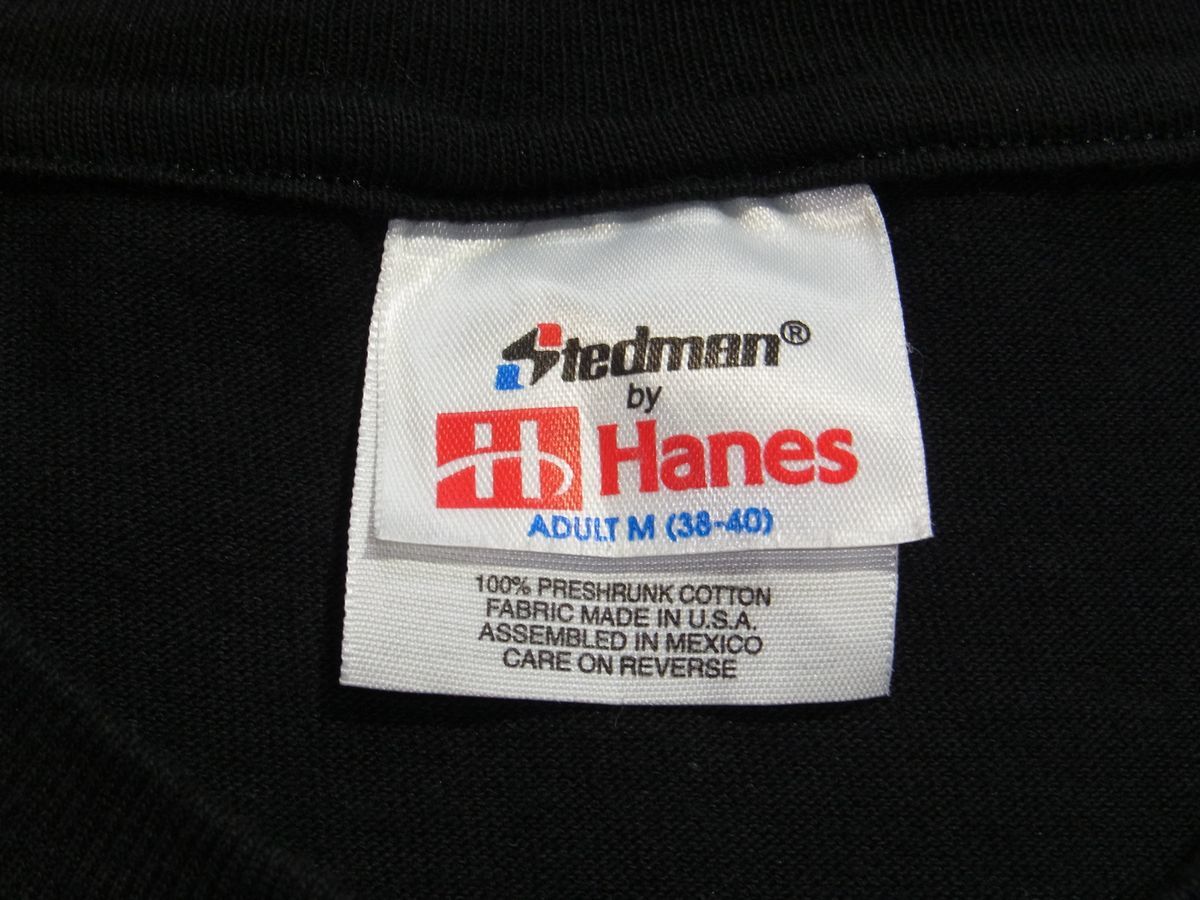 Stedman®
by
H Hanes
ADULT M (38-40)
100% PRESHRUNK COTTON
FABRIC MADE IN U.S.A.
ASSEMBLED IN MEXICO
CARE ON REVERSE